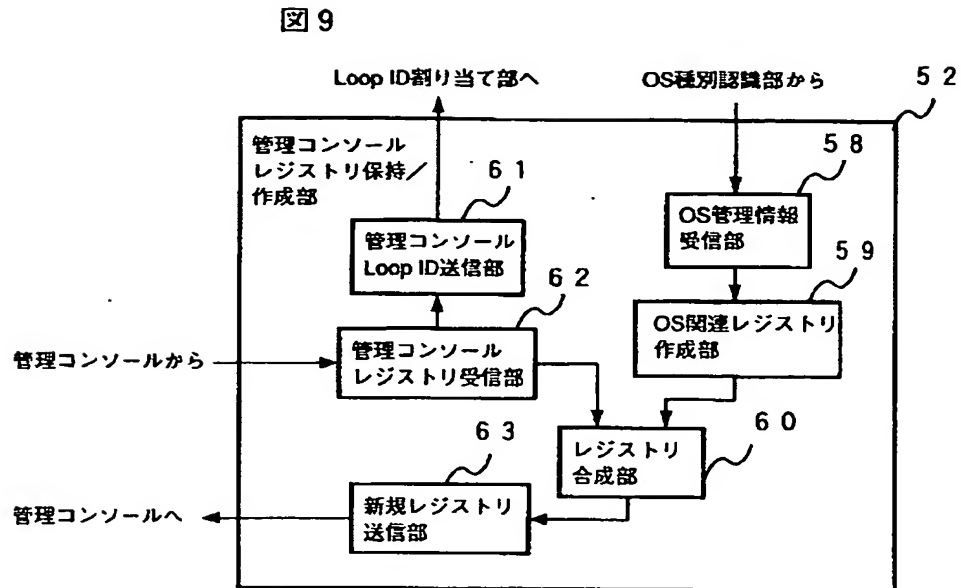 図9
Loop ID割り当て部へ
OS種別認識部から
52
管理コンソール
レジストリ保持/
作成部
61
58
管理コンソール
Loop ID送信部
OS管理情報
受信部
62
59
管理コンソールから
管理コンソール
レジストリ受信部
OS関連レジストリ
作成部
63
60
レジストリ
合成部
管理コンソールへ
新規レジストリ
送信部